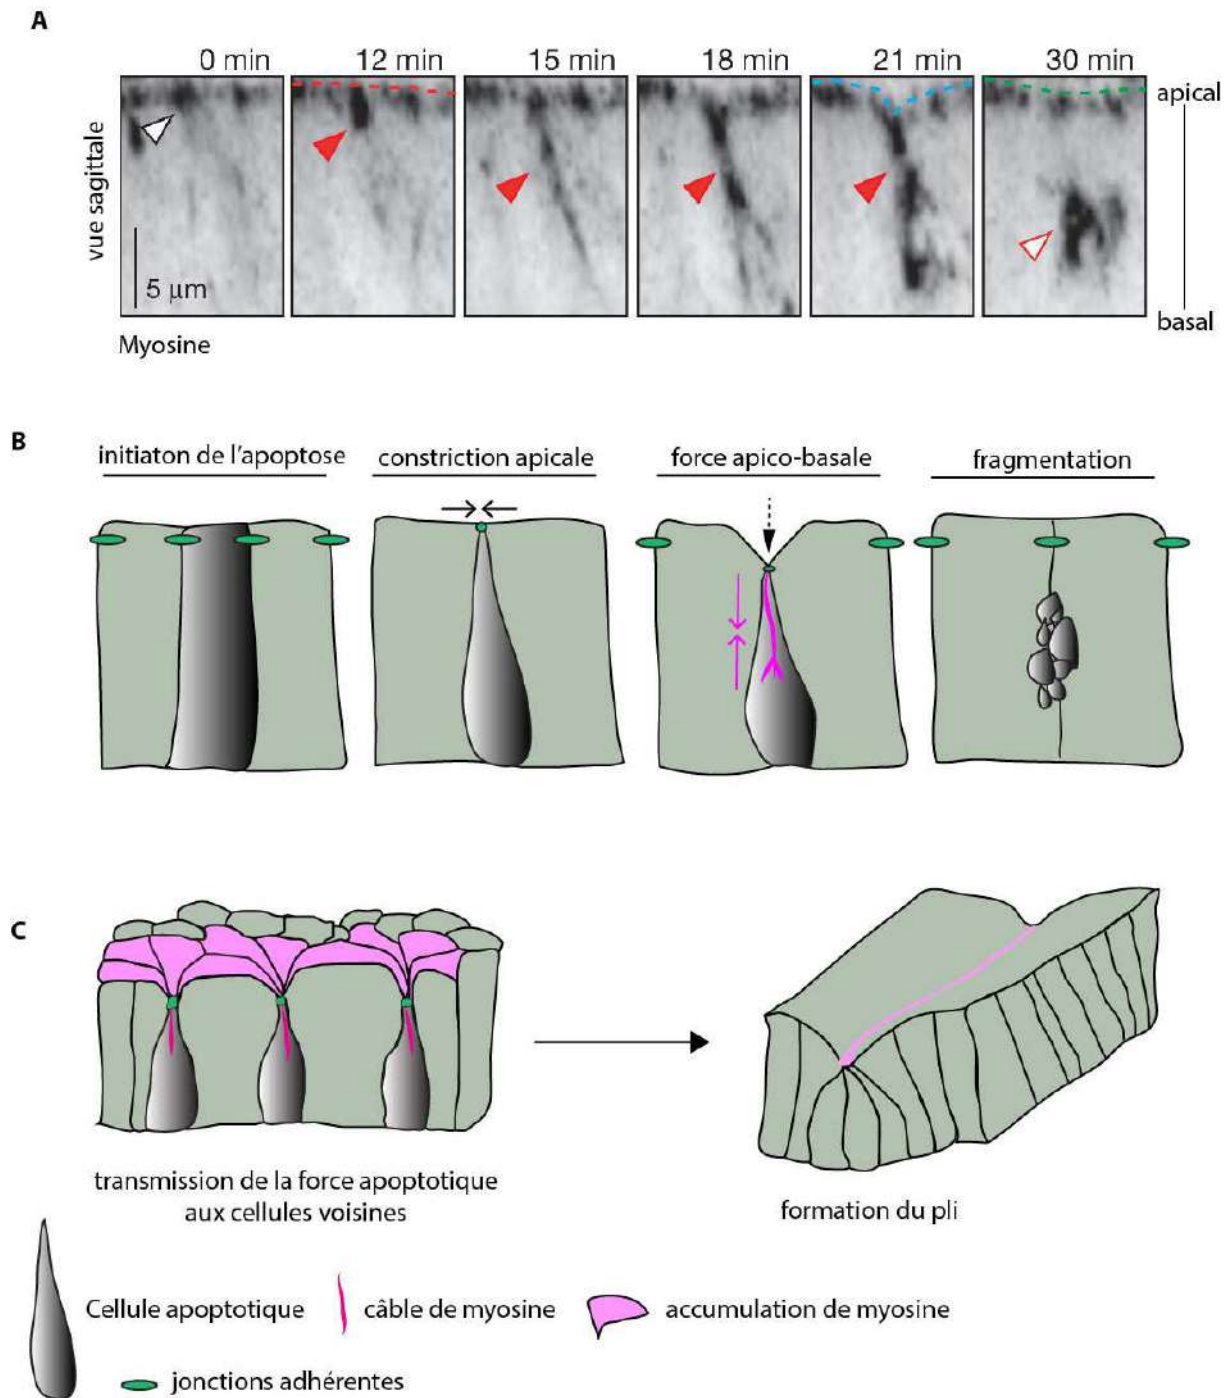 A
0 min
12 min
15 min
18 min
21 min
30 min
vue sagittale
5 µm
apical
basal
Myosine
B
initiaton de l'apoptose
constriction apicale
force apico-basale
fragmentation
C
transmission de la force apoptotique
aux cellules voisines
formation du pli
Cellule apoptotique
câble de myosine
accumulation de myosine
jonctions adhérentes